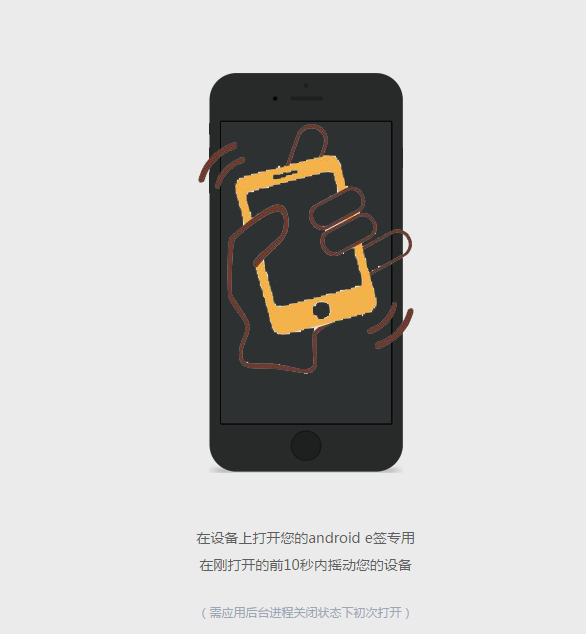 在设备上打开您的android e签专用
在刚打开的前10秒内摇动您的设备
（需应用后台进程关闭状态下初次打开）